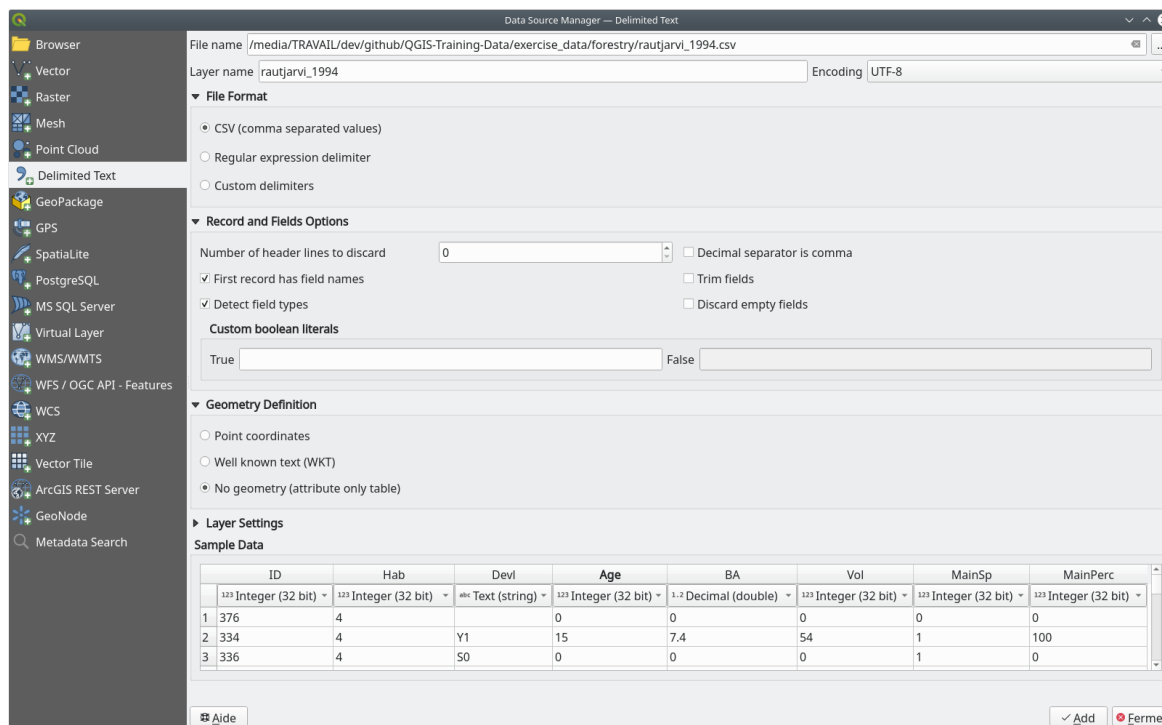 Data Source Manager — Delimited Text
Browser
Vector
Raster
Mesh
Point Cloud
Delimited Text
GeoPackage
GPS
SpatiaLite
PostgreSQL
MS SQL Server
Virtual Layer
WMS/WMTS
WFS / OGC API - Features
WCS
XYZ
Vector Tile
ArcGIS REST Server
GeoNode
Metadata Search
File name /media/TRAVAIL/dev/github/QGIS-Training-Data/exercise_data/forestry/rautjarvi_1994.csv ...
Layer name rautjarvi_1994 Encoding UTF-8
File Format
CSV (comma separated values)
Regular expression delimiter
Custom delimiters
Record and Fields Options
Number of header lines to discard 0 Decimal separator is comma
First record has field names Trim fields
Detect field types Discard empty fields
Custom boolean literals
True False
Geometry Definition
Point coordinates
Well known text (WKT)
No geometry (attribute only table)
Layer Settings
Sample Data
ID Hab Devl Age BA Vol MainSp MainPerc
123 Integer (32 bit) 123 Integer (32 bit) abc Text (string) 123 Integer (32 bit) 1.2 Decimal (double) 123 Integer (32 bit) 123 Integer (32 bit) 123 Integer (32 bit)
1 376 4 0 0 0 0 0
2 334 4 Y1 15 7.4 54 1 100
3 336 4 S0 0 0 0 1 0
Aide Add Ferme